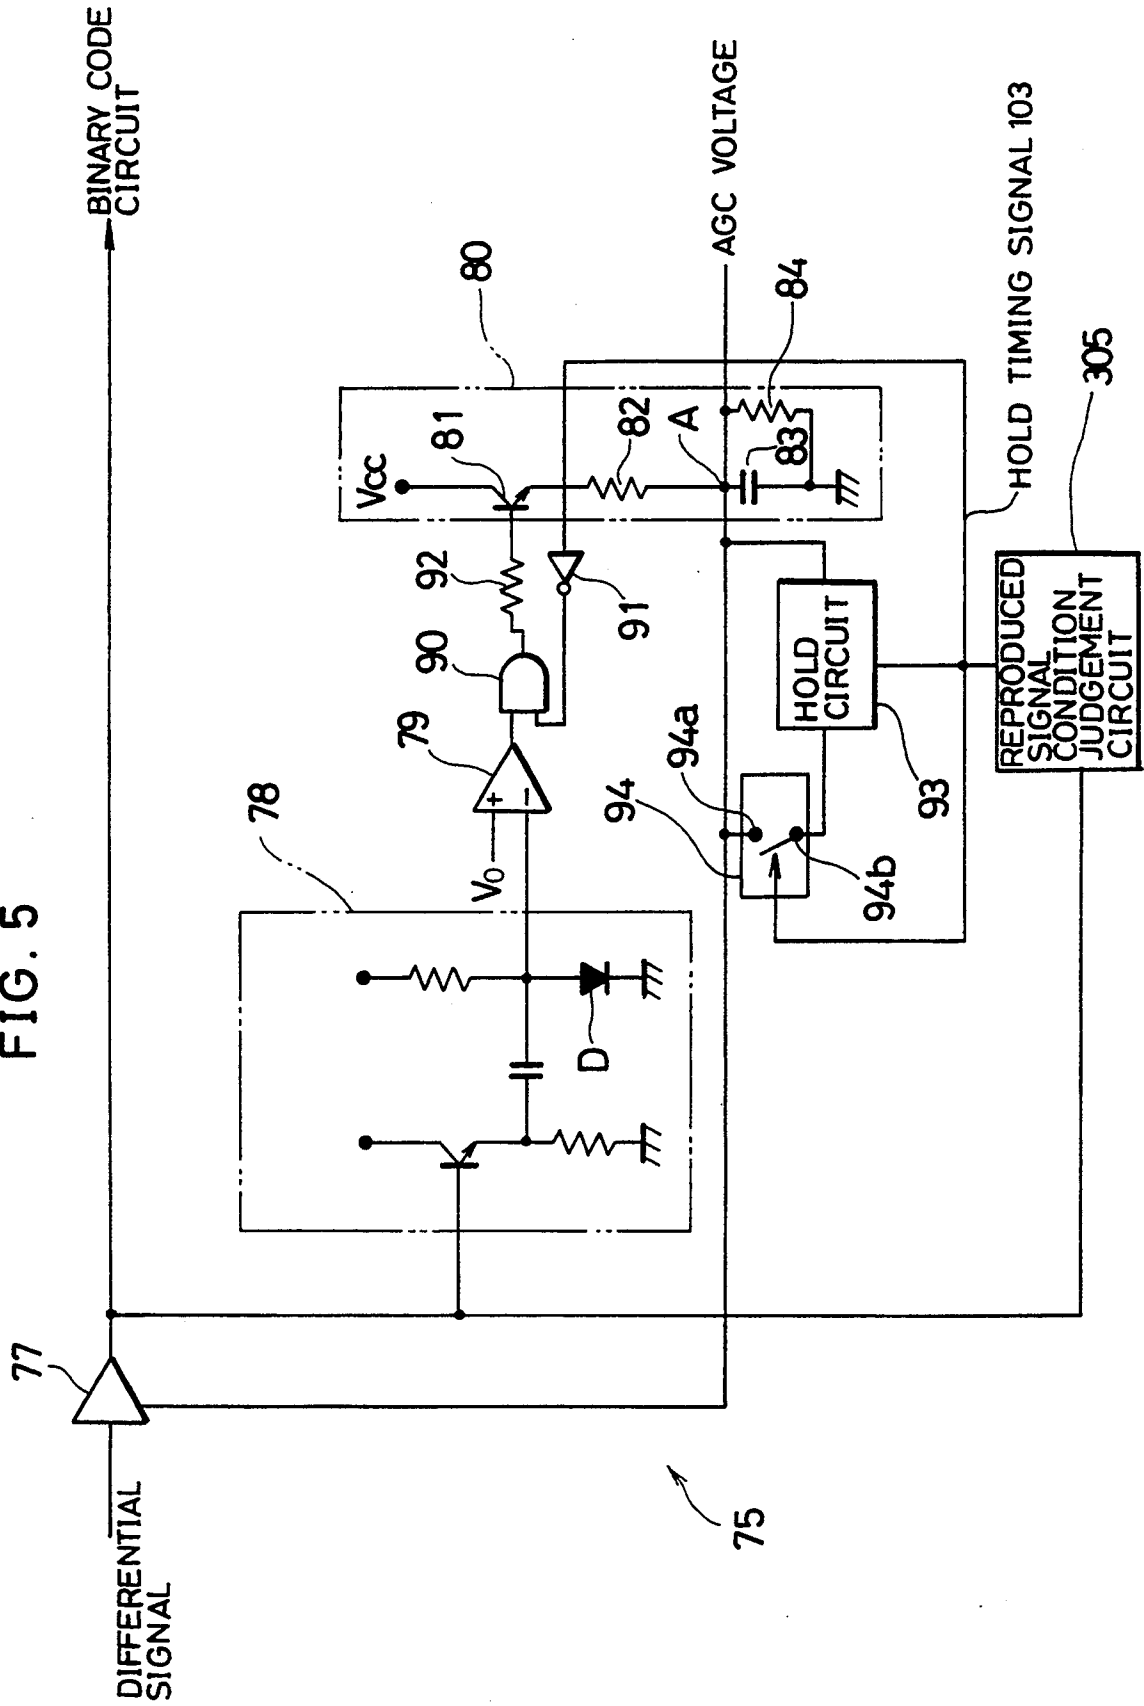 FIG. 5
DIFFERENTIAL
SIGNAL
77
BINARY CODE
CIRCUIT
78
D
V0
+
−
79
90
92
91
80
Vcc
81
82
A
83
84
AGC VOLTAGE
94
94a
94b
HOLD
CIRCUIT
93
HOLD TIMING SIGNAL 103
REPRODUCED
SIGNAL
CONDITION
JUDGEMENT
CIRCUIT
305
75